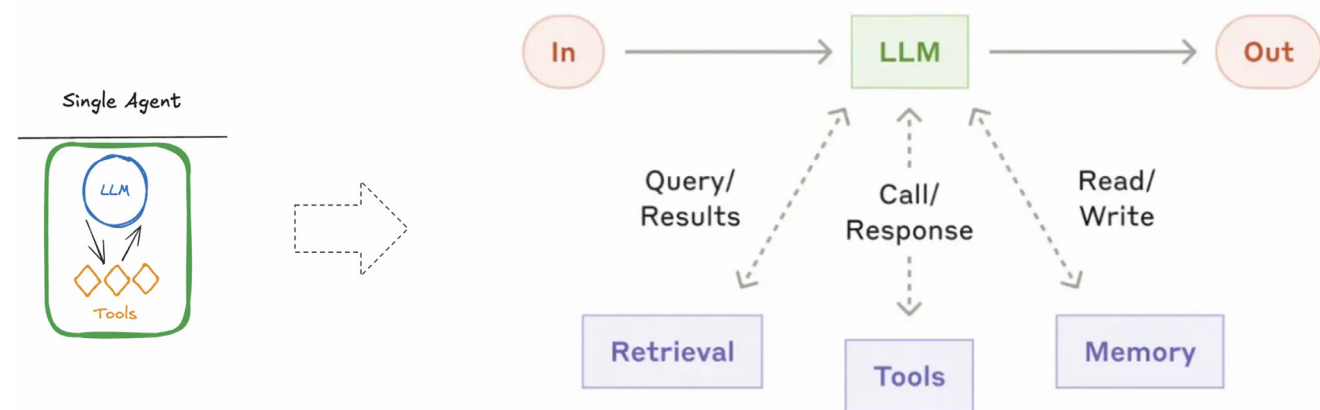 Single Agent
LLM
Tools
In
LLM
Out
Query/
Results
Call/
Response
Read/
Write
Retrieval
Tools
Memory